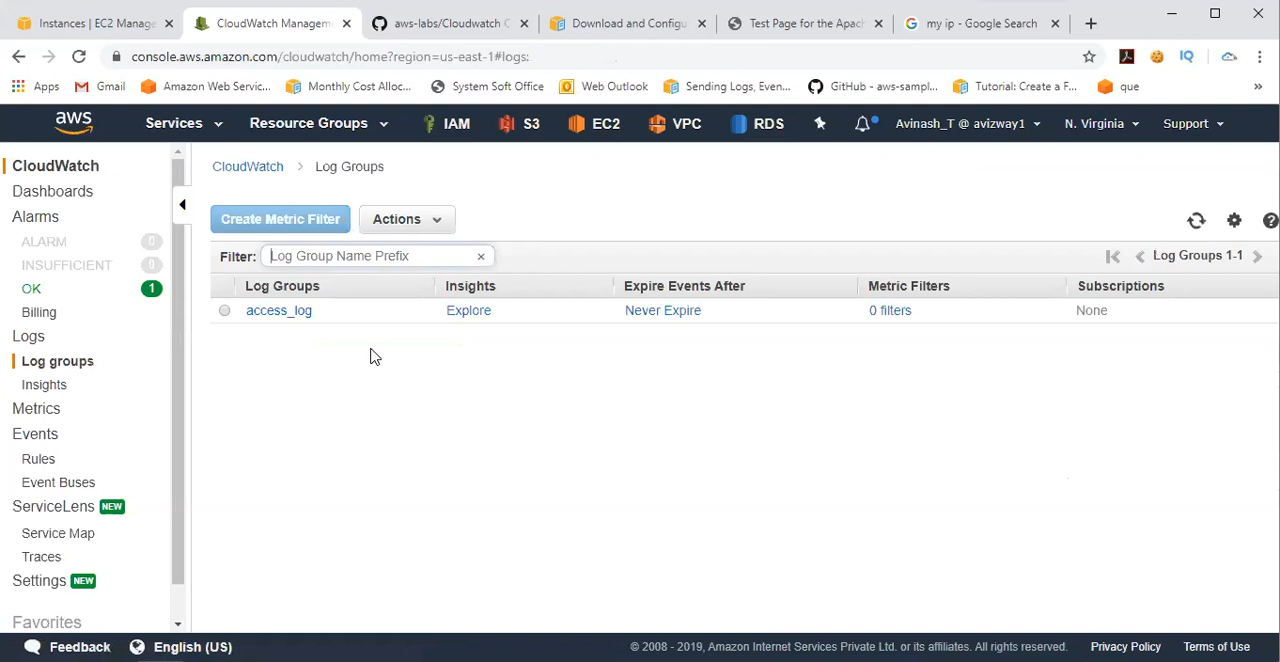 Instances | EC2 Manage
CloudWatch Managem
aws-labs/Cloudwatch C
Download and Configu
Test Page for the Apach
my ip - Google Search
console.aws.amazon.com/cloudwatch/home?region=us-east-1#logs:
Apps
Gmail
Amazon Web Servic...
Monthly Cost Alloc...
System Soft Office
Web Outlook
Sending Logs, Even...
GitHub - aws-sampl...
Tutorial: Create a F...
que
»
aws
Services
Resource Groups
IAM
S3
EC2
VPC
RDS
Avinash_T @ avizway1
N. Virginia
Support
CloudWatch
Dashboards
Alarms
ALARM 0
INSUFFICIENT 0
OK 1
Billing
Logs
Log groups
Insights
Metrics
Events
Rules
Event Buses
ServiceLens NEW
Service Map
Traces
Settings NEW
Favorites
CloudWatch > Log Groups
Create Metric Filter
Actions
Filter: Log Group Name Prefix ×
Log Groups 1-1
Log Groups
Insights
Expire Events After
Metric Filters
Subscriptions
access_log
Explore
Never Expire
0 filters
None
Feedback
English (US)
© 2008 - 2019, Amazon Internet Services Private Ltd. or its affiliates. All rights reserved.
Privacy Policy
Terms of Use